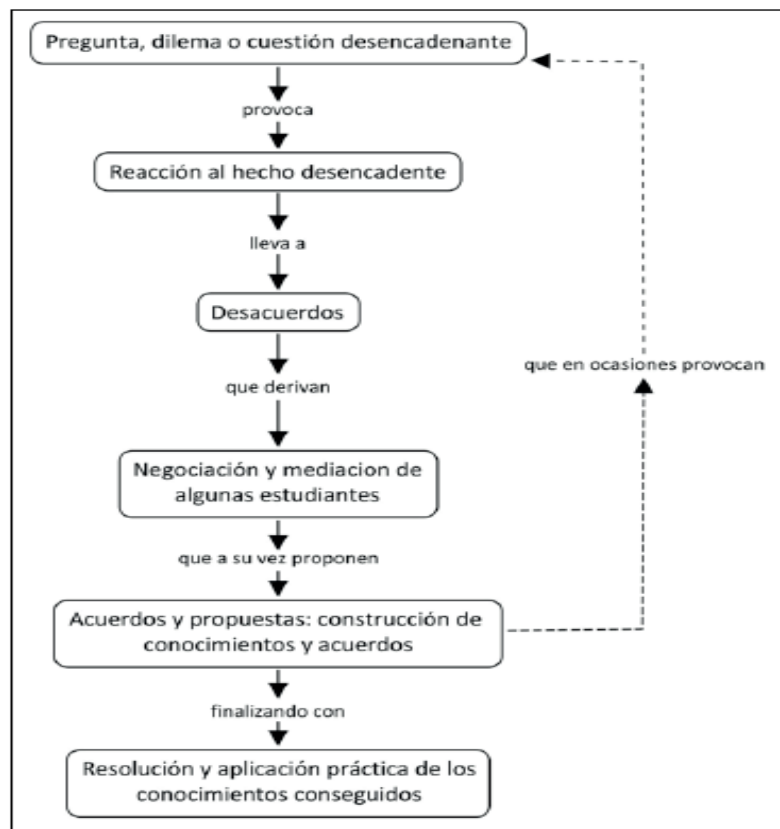 Pregunta, dilema o cuestión desencadenante
provoca
Reacción al hecho desencadente
lleva a
Desacuerdos
que en ocasiones provocan
que derivan
Negociación y mediacion de
algunas estudiantes
que a su vez proponen
Acuerdos y propuestas: construcción de
conocimientos y acuerdos
finalizando con
Resolución y aplicación práctica de los
conocimientos conseguidos